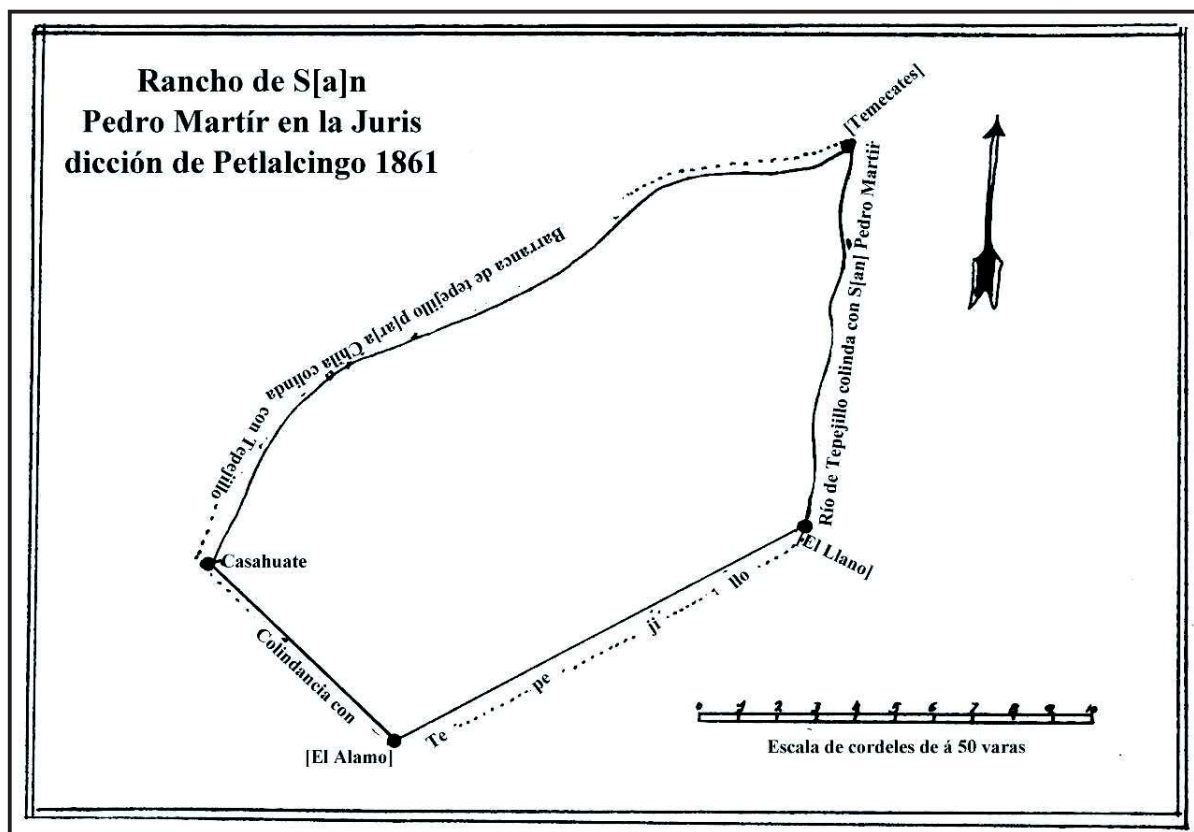 Rancho de S[a]n
Pedro Martír en la Juris
dicción de Petlalcingo 1861
[Temecates]
Barranca de tepejillo p[ar]a Chila colinda
con Tepejillo
Río de Tepejillo colinda con S[an] Pedro Martír
Casahuate
[El Llano]
Colindancia con
Te pe ji llo
[El Alamo]
0 1 2 3 4 5 6 7 8 9 10
Escala de cordeles de á 50 varas